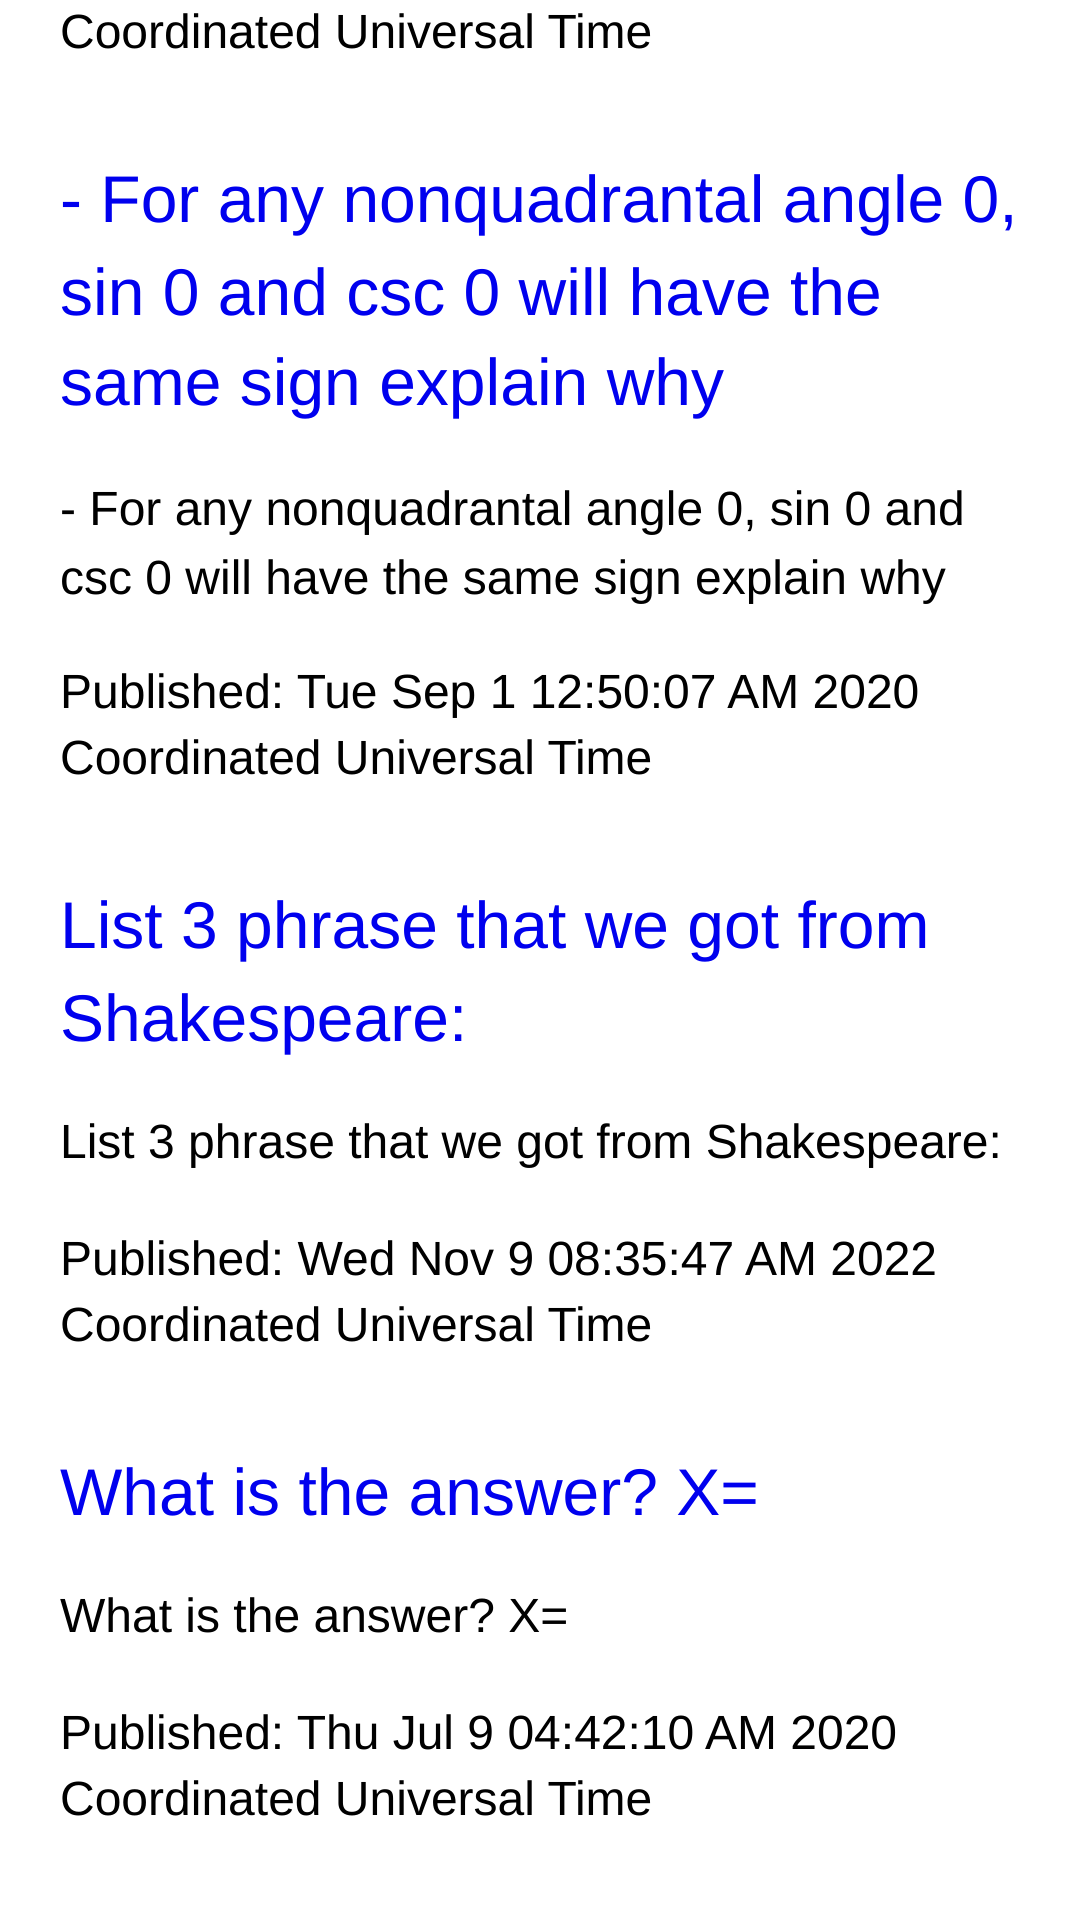 Coordinated Universal Time
- For any nonquadrantal angle 0,
sin 0 and csc 0 will have the
same sign explain why
- For any nonquadrantal angle 0, sin 0 and
csc 0 will have the same sign explain why
Published: Tue Sep 1 12:50:07 AM 2020
Coordinated Universal Time
List 3 phrase that we got from
Shakespeare:
List 3 phrase that we got from Shakespeare:
Published: Wed Nov 9 08:35:47 AM 2022
Coordinated Universal Time
What is the answer? X=
What is the answer? X=
Published: Thu Jul 9 04:42:10 AM 2020
Coordinated Universal Time